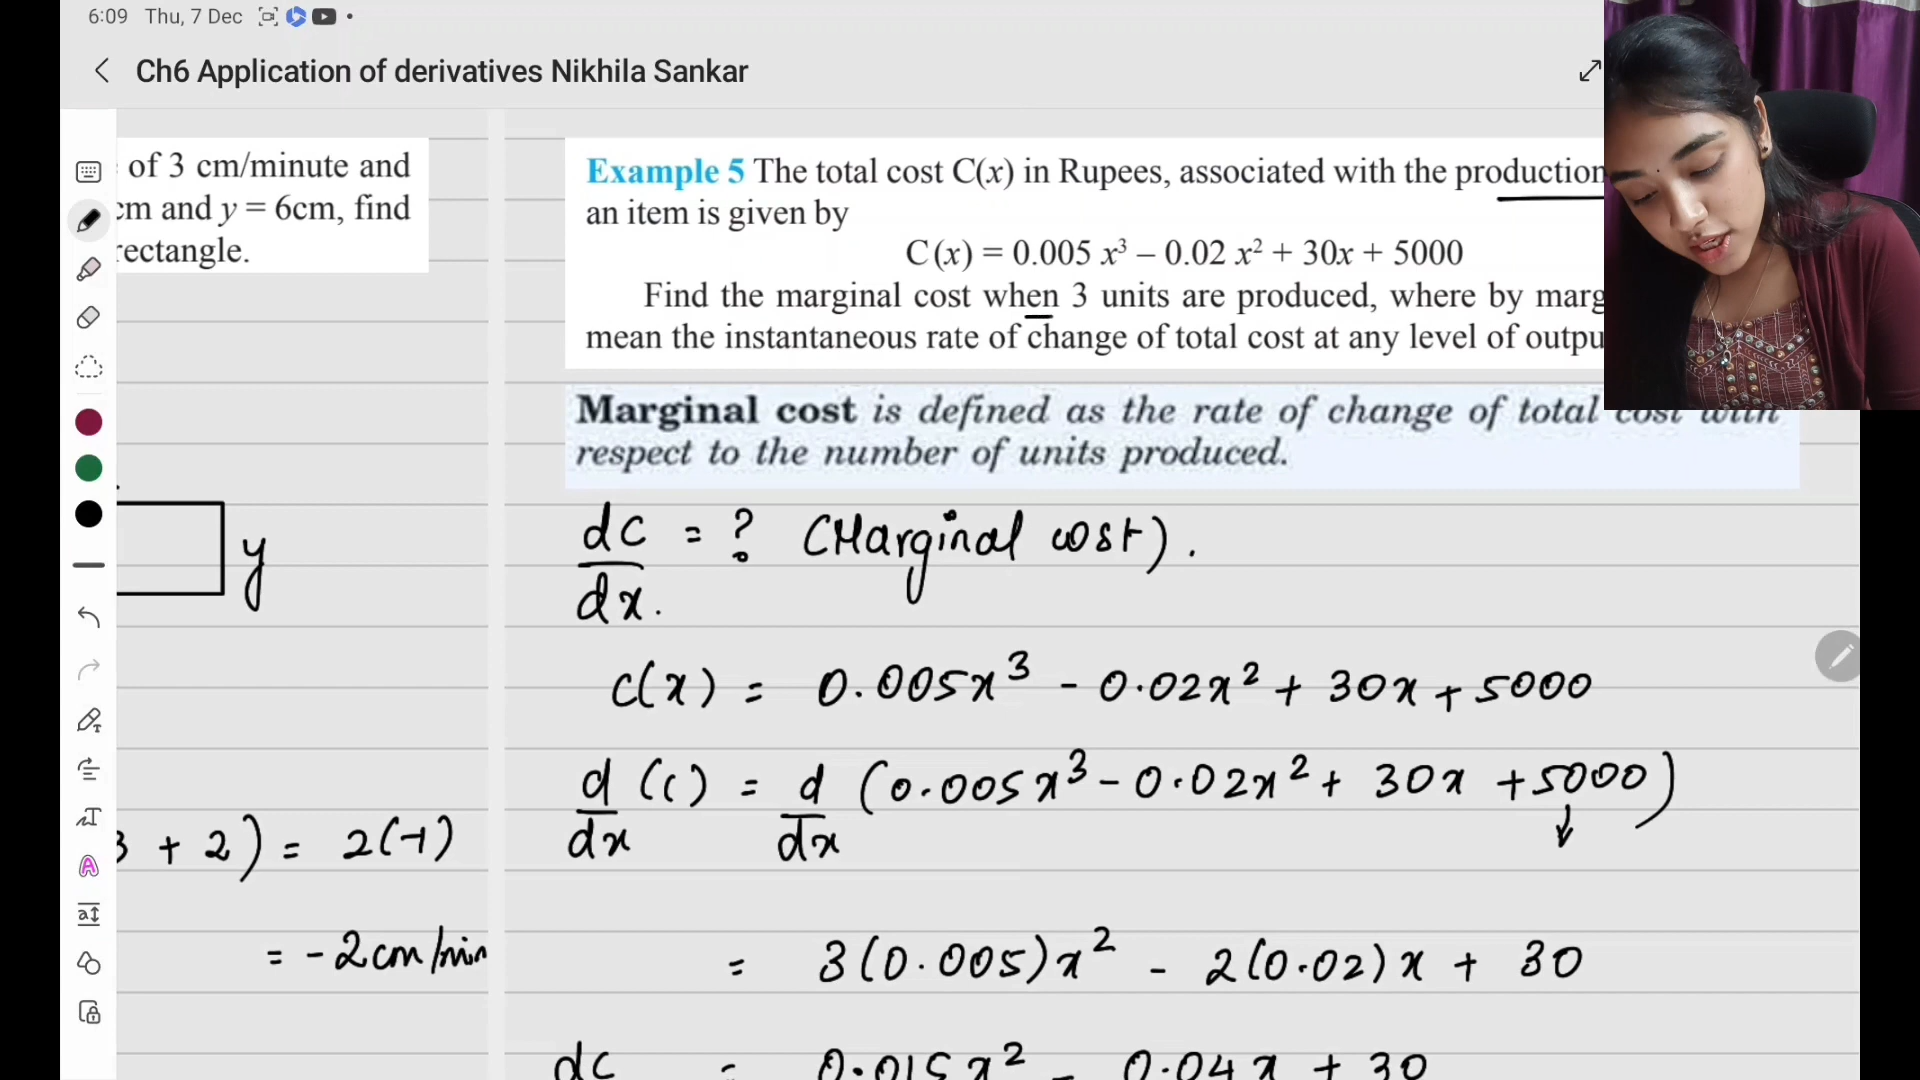 6:09 Thu, 7 Dec
Ch6 Application of derivatives Nikhila Sankar
of 3 cm/minute and
cm and y = 6cm, find
rectangle.
y
3 + 2) = 2(-1)
= -2cm/min
Example 5 The total cost C(x) in Rupees, associated with the production
an item is given by
C(x) = 0.005 x³ – 0.02 x² + 30x + 5000
Find the marginal cost when 3 units are produced, where by marg
mean the instantaneous rate of change of total cost at any level of outpu
Marginal cost is defined as the rate of change of total cost with
respect to the number of units produced.
dc/dx = ? (Marginal cost).
c(x) = 0.005x³ - 0.02x² + 30x + 5000
d/dx (c) = d/dx (0.005x³ - 0.02x² + 30x + 5000)
= 3(0.005)x² - 2(0.02)x + 30
dc = 0.015x² - 0.04x + 30